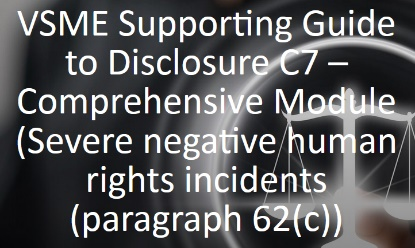 VSME Supporting Guide
to Disclosure C7 –
Comprehensive Module
(Severe negative human
rights incidents
(paragraph 62(c))